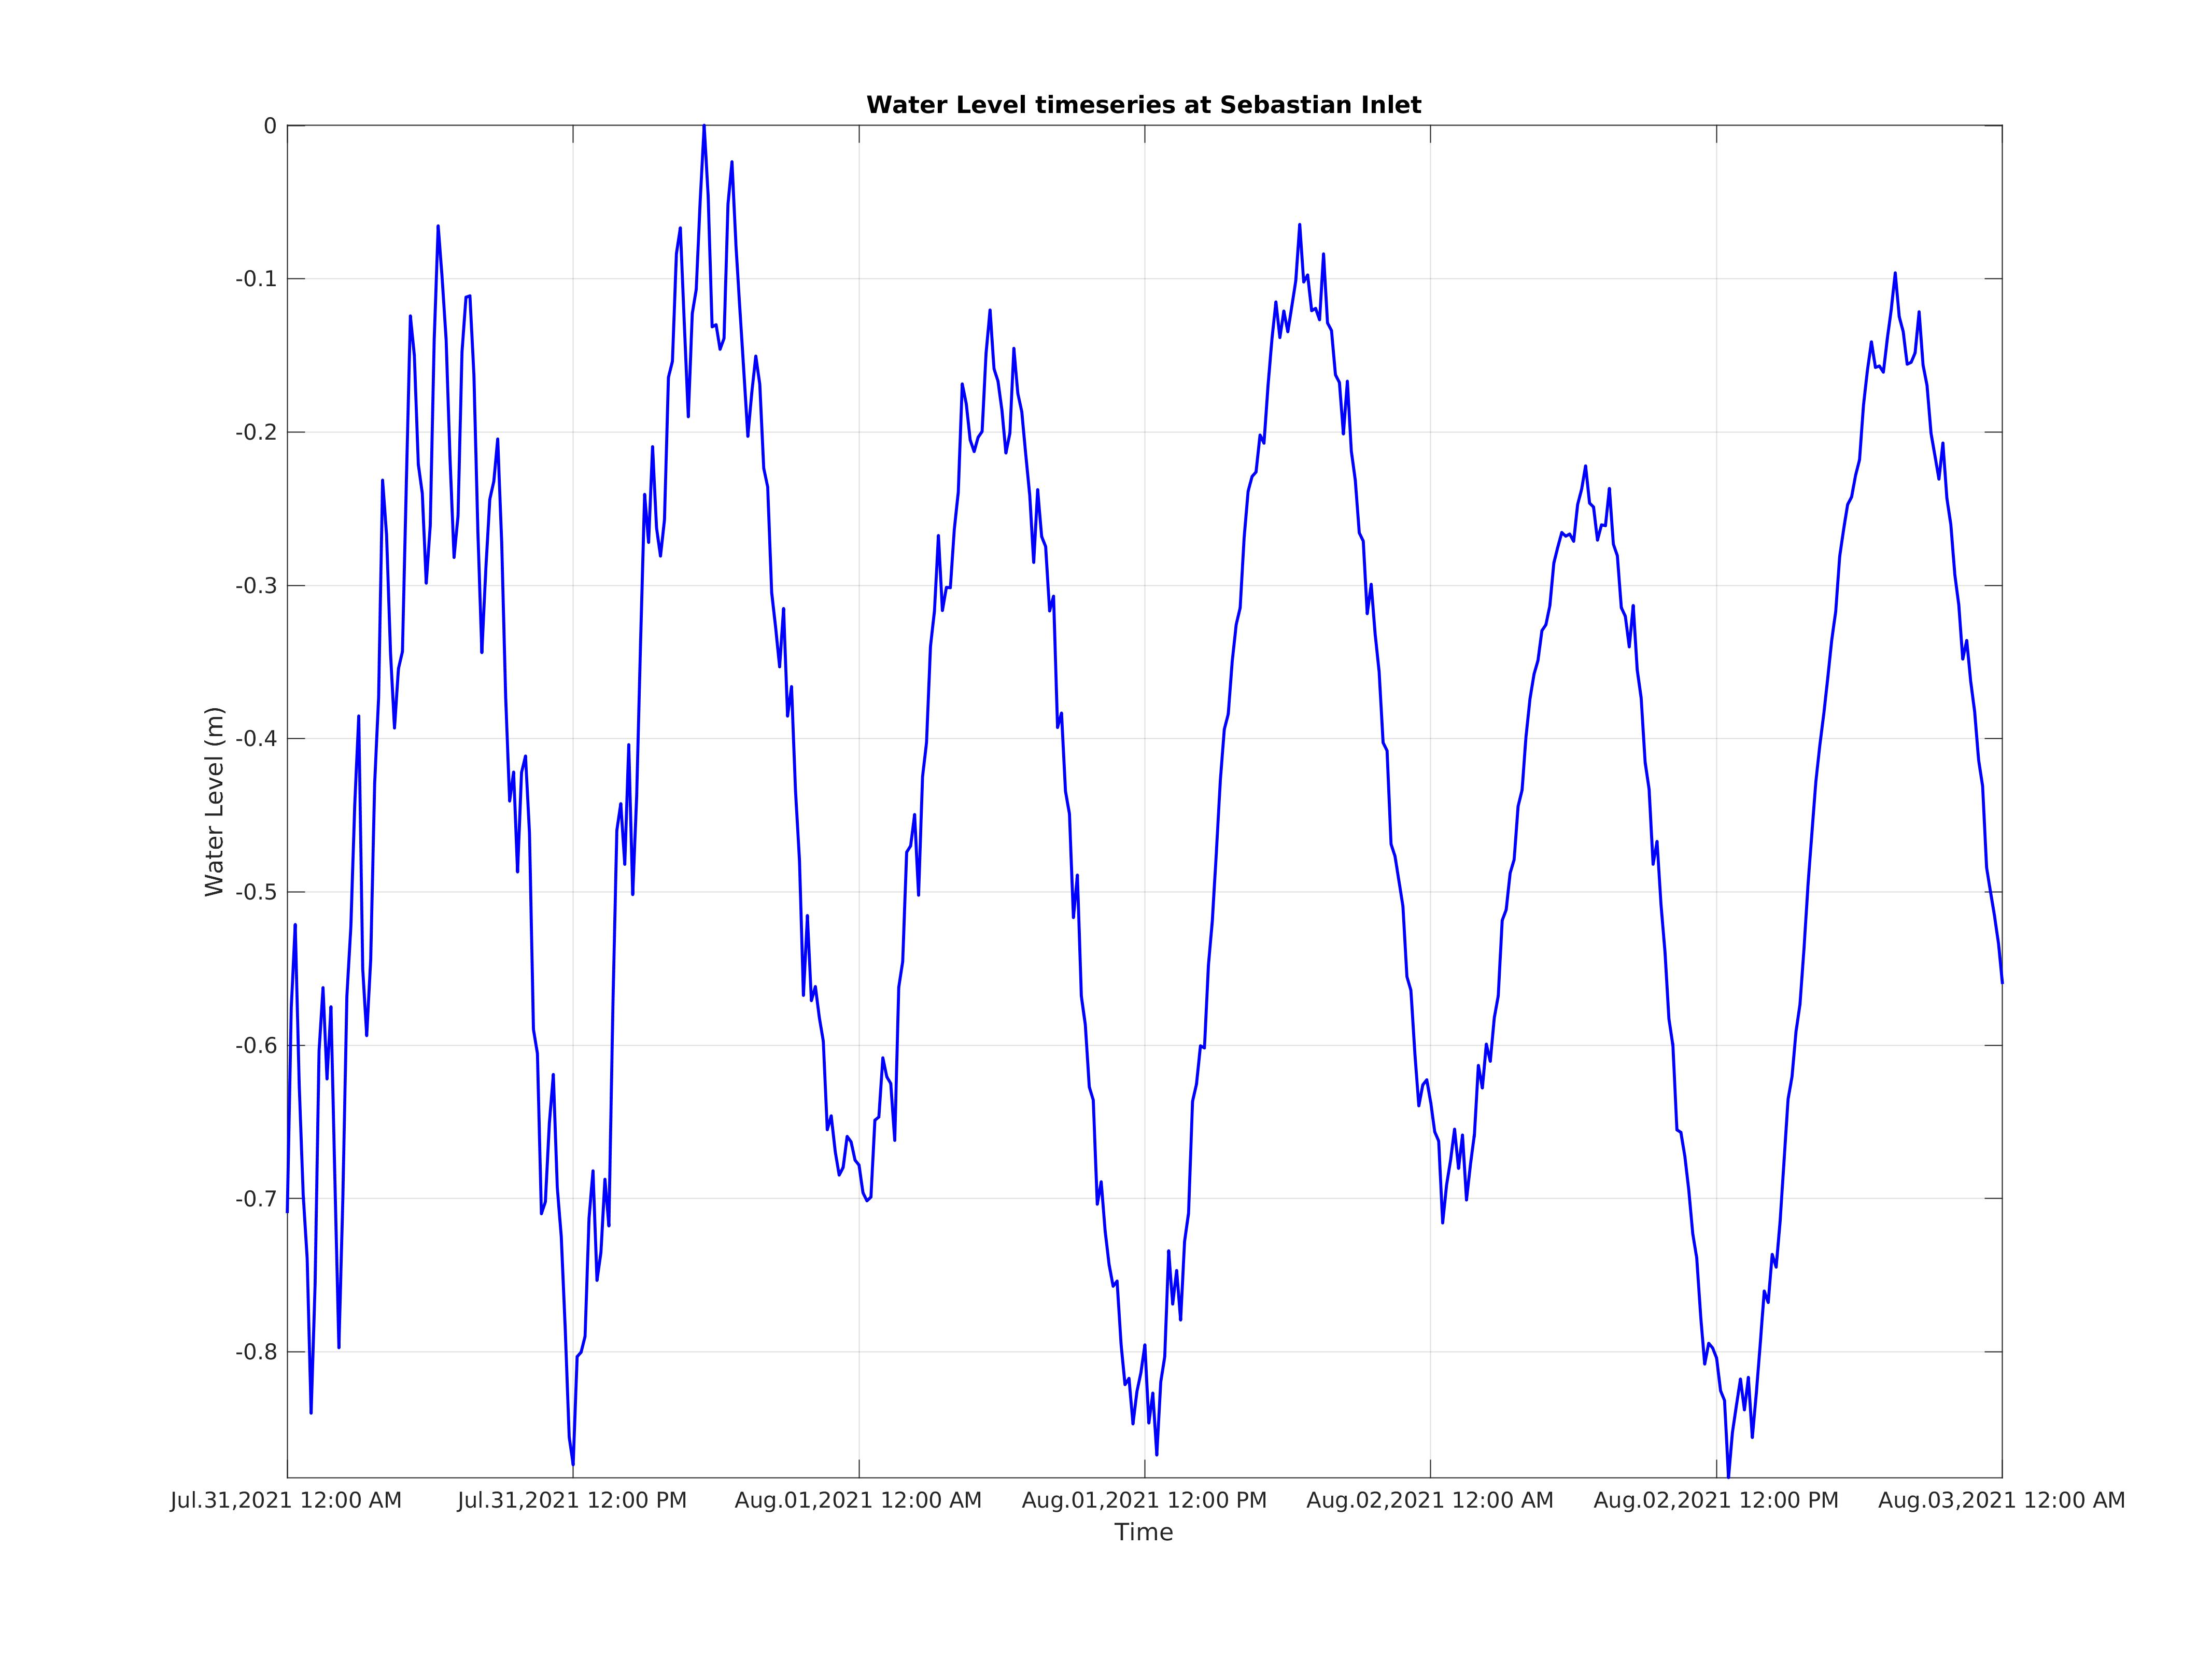 Water Level timeseries at Sebastian Inlet
0
-0.1
-0.2
-0.3
-0.4
-0.5
-0.6
-0.7
-0.8
Water Level (m)
Jul.31,2021 12:00 AM
Jul.31,2021 12:00 PM
Aug.01,2021 12:00 AM
Aug.01,2021 12:00 PM
Aug.02,2021 12:00 AM
Aug.02,2021 12:00 PM
Aug.03,2021 12:00 AM
Time